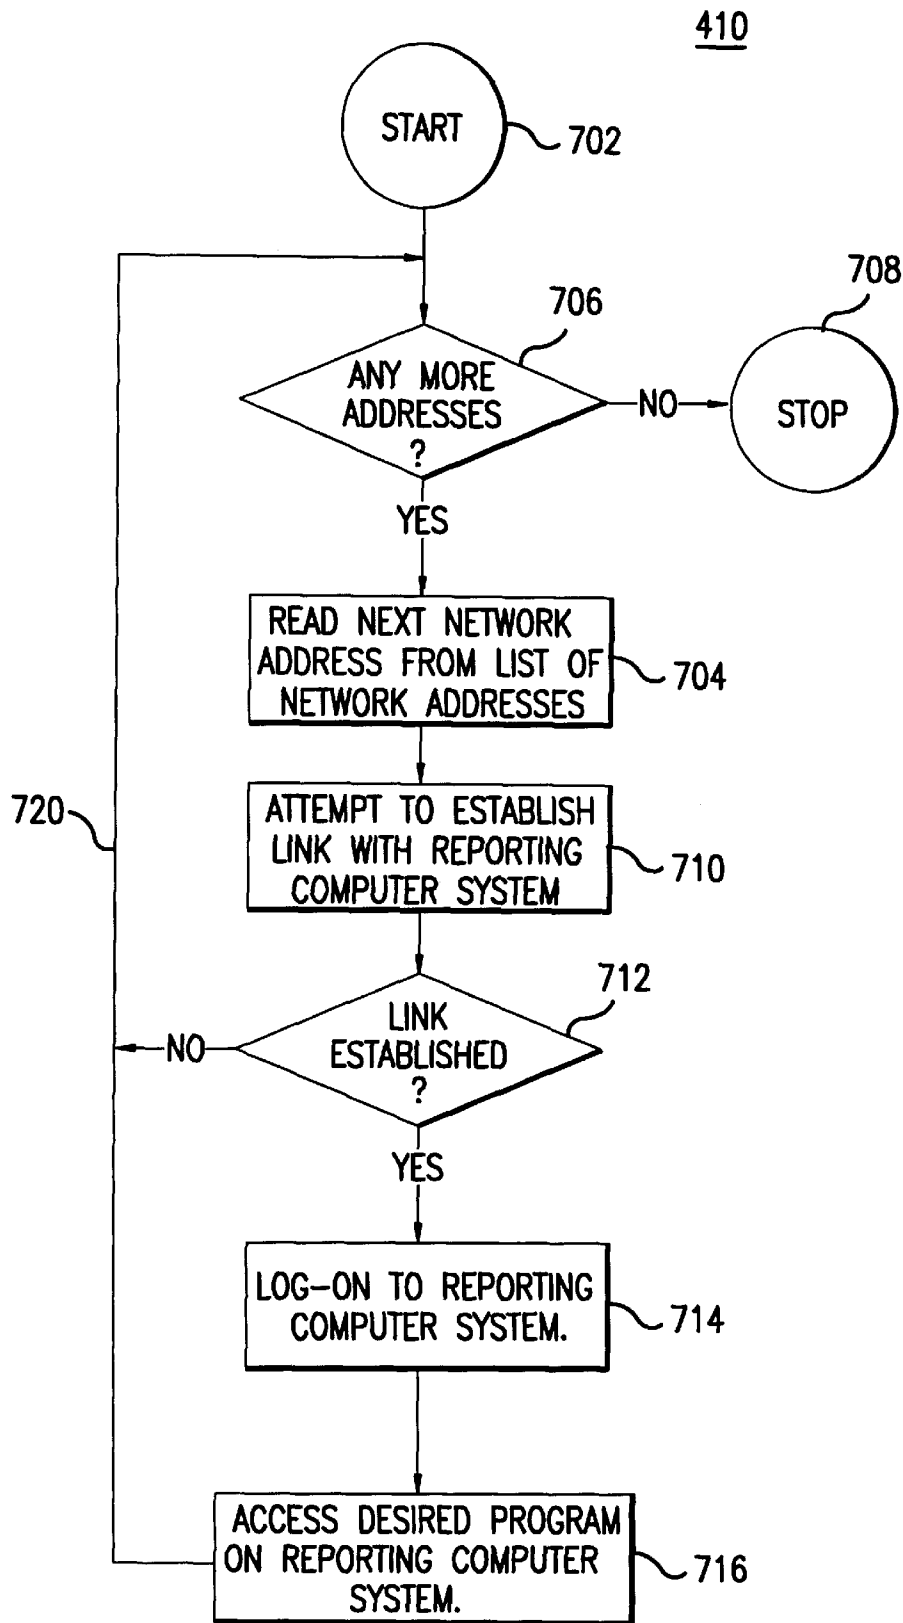 410
START
702
708
706
ANY MORE
ADDRESSES
?
NO
STOP
YES
READ NEXT NETWORK
ADDRESS FROM LIST OF
NETWORK ADDRESSES
704
720
ATTEMPT TO ESTABLISH
LINK WITH REPORTING
COMPUTER SYSTEM
710
712
LINK
ESTABLISHED
?
NO
YES
LOG-ON TO REPORTING
COMPUTER SYSTEM.
714
ACCESS DESIRED PROGRAM
ON REPORTING COMPUTER
SYSTEM.
716